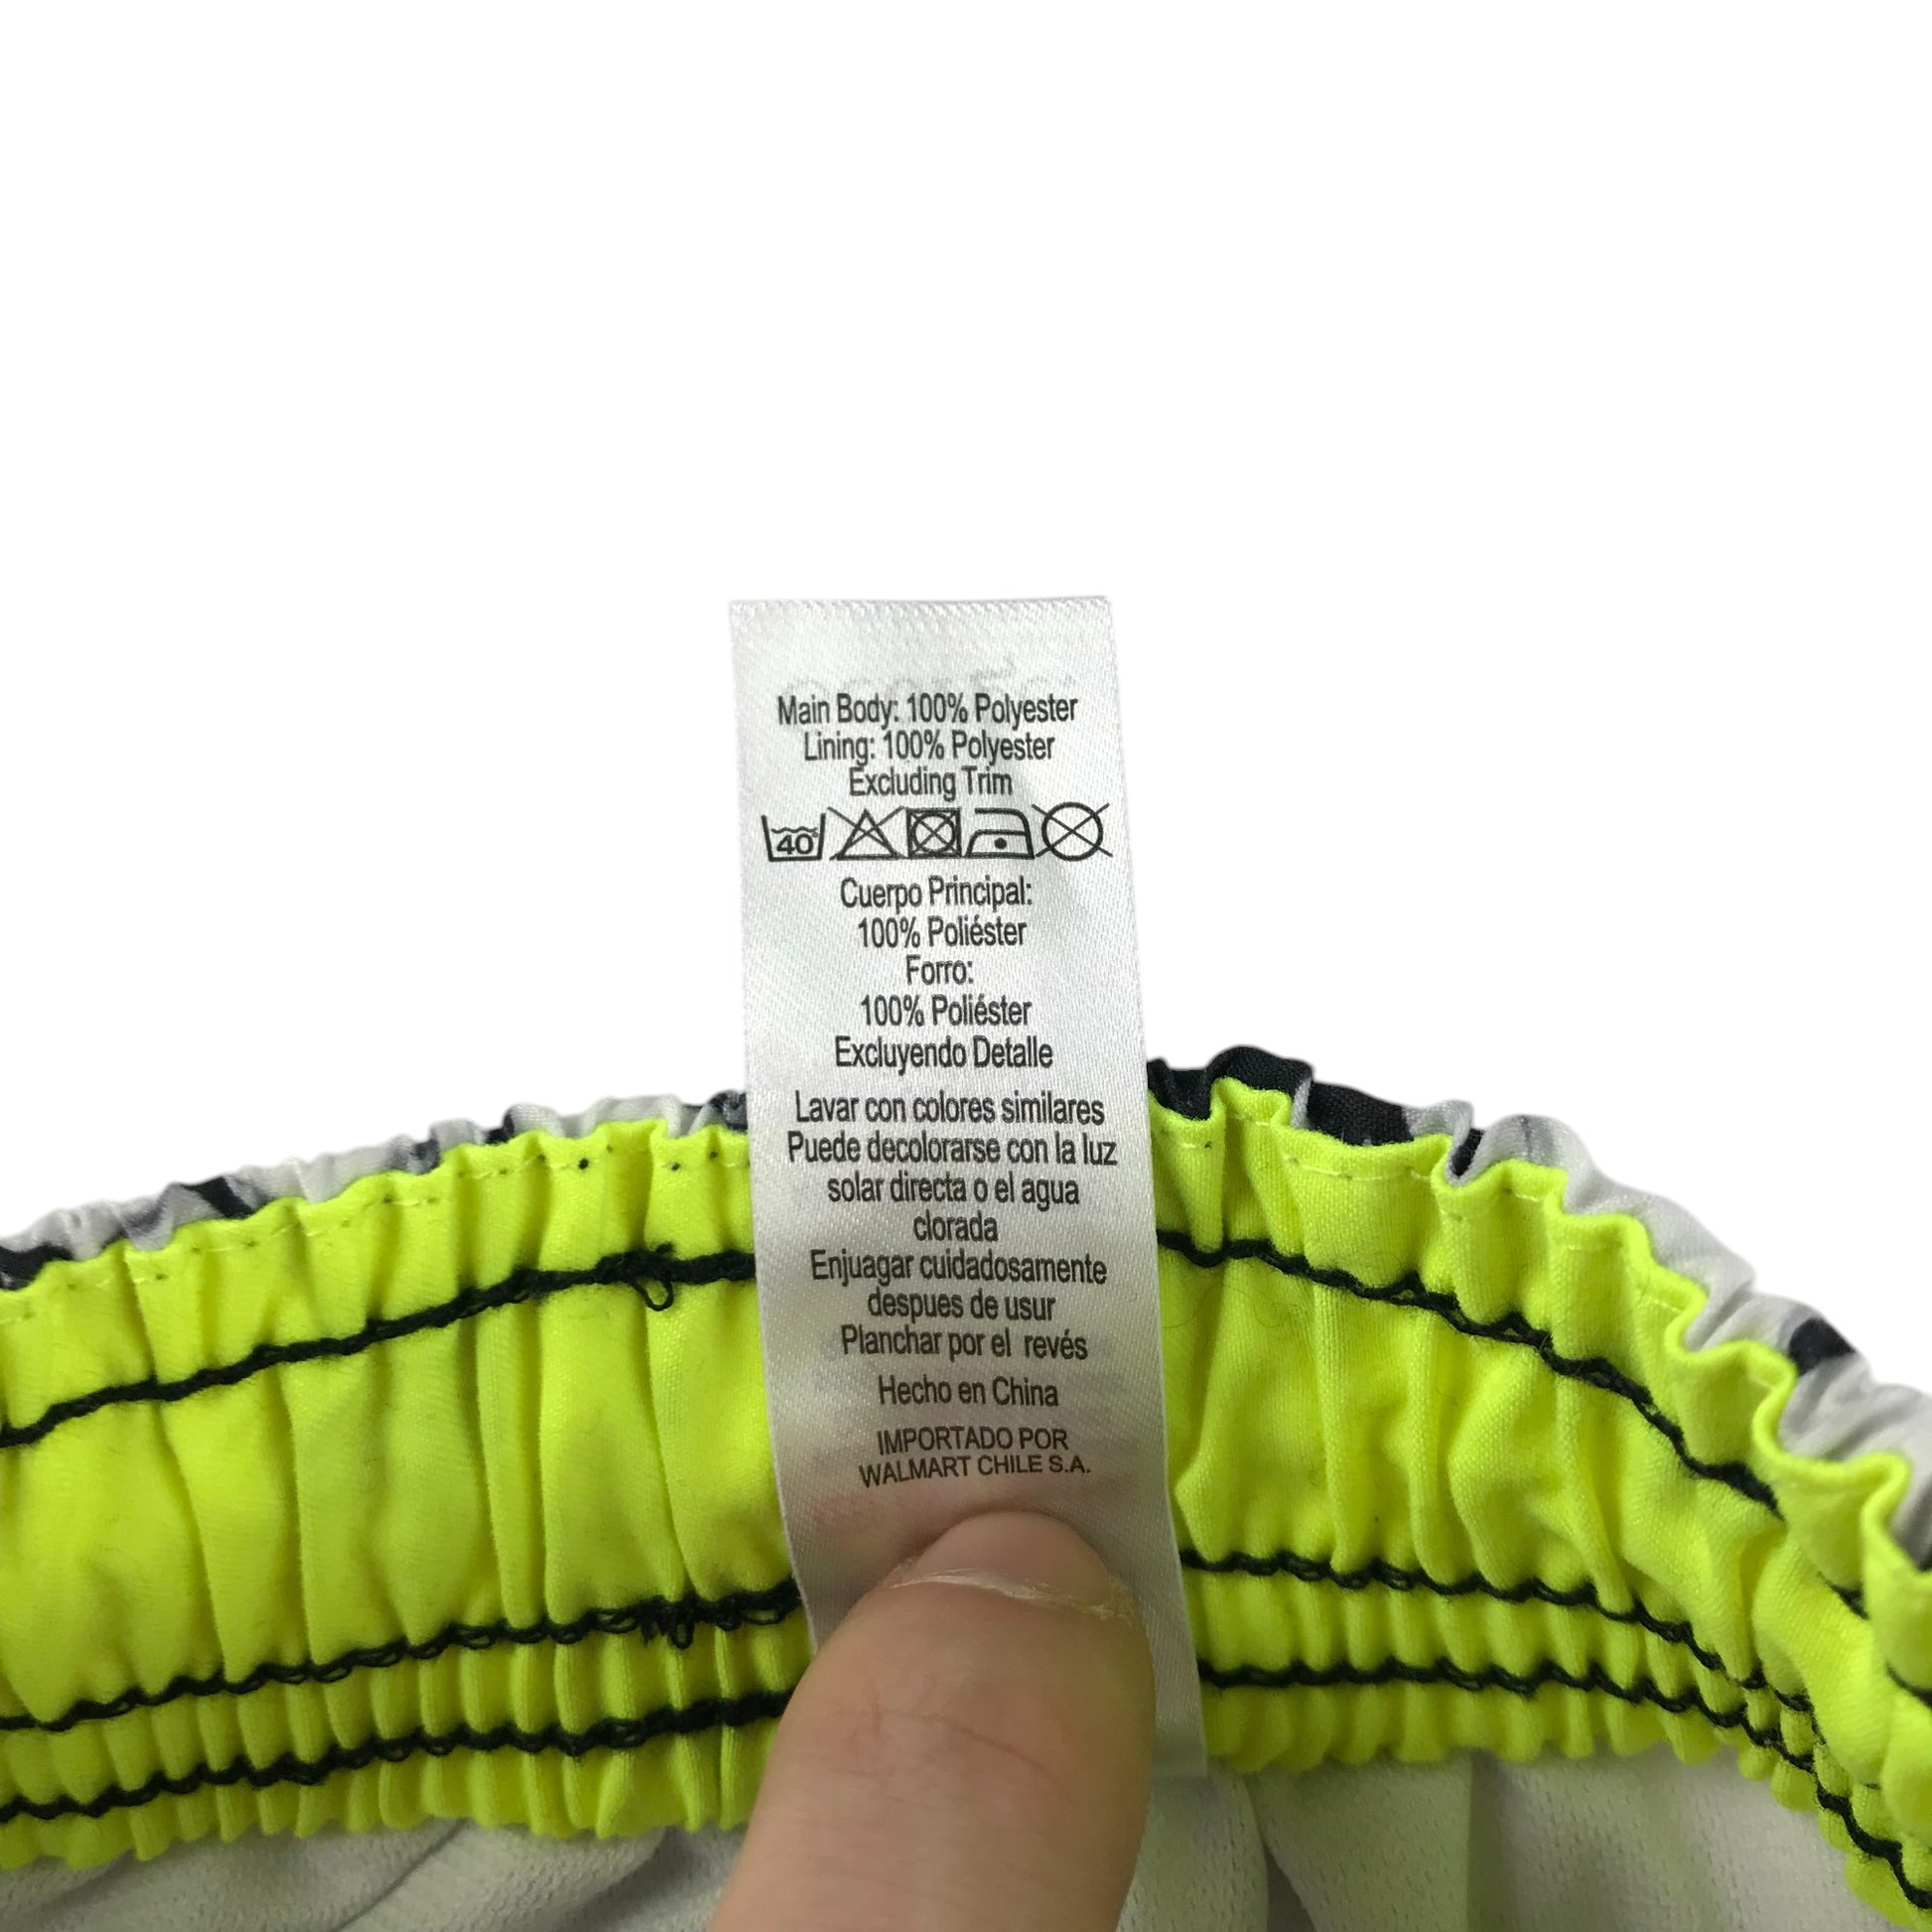 Main Body: 100% Polyester
Lining: 100% Polyester
Excluding Trim
40°
Cuerpo Principal:
100% Poliéster
Forro:
100% Poliéster
Excluyendo Detalle
Lavar con colores similares
Puede decolorarse con la luz
solar directa o el agua
clorada
Enjuagar cuidadosamente
despues de usur
Planchar por el revés
Hecho en China
IMPORTADO POR
WALMART CHILE S.A.